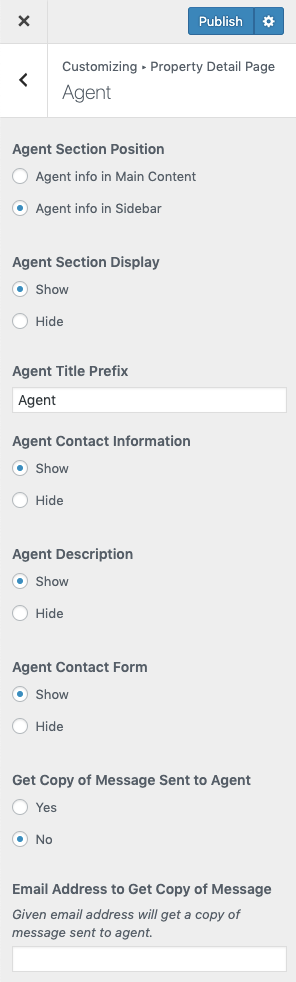 Publish
Customizing ▸ Property Detail Page
Agent
Agent Section Position
Agent info in Main Content
Agent info in Sidebar
Agent Section Display
Show
Hide
Agent Title Prefix
Agent
Agent Contact Information
Show
Hide
Agent Description
Show
Hide
Agent Contact Form
Show
Hide
Get Copy of Message Sent to Agent
Yes
No
Email Address to Get Copy of Message
Given email address will get a copy of
message sent to agent.